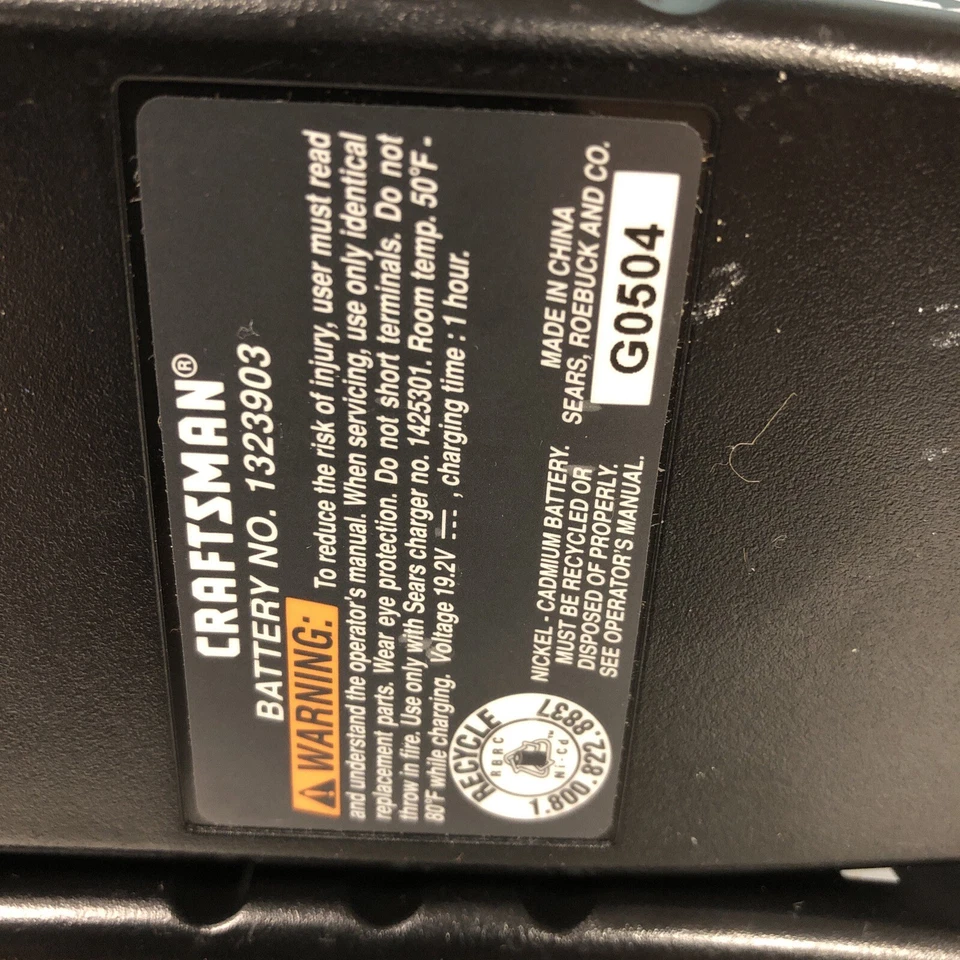 CRAFTSMAN®
BATTERY NO. 1323903
⚠ WARNING: To reduce the risk of injury, user must read
and understand the operator's manual. When servicing, use only identical
replacement parts. Wear eye protection. Do not short terminals. Do not
throw in fire. Use only with Sears charger no. 1425301. Room temp. 50°F -
80°F while charging. Voltage 19.2V ⎓, charging time : 1 hour.
RECYCLE
RBRC
Ni-Cd
TM
1.800.822.8837
NICKEL - CADMIUM BATTERY.
MUST BE RECYCLED OR
DISPOSED OF PROPERLY.
SEE OPERATOR'S MANUAL.
MADE IN CHINA
SEARS, ROEBUCK AND CO.
G0504